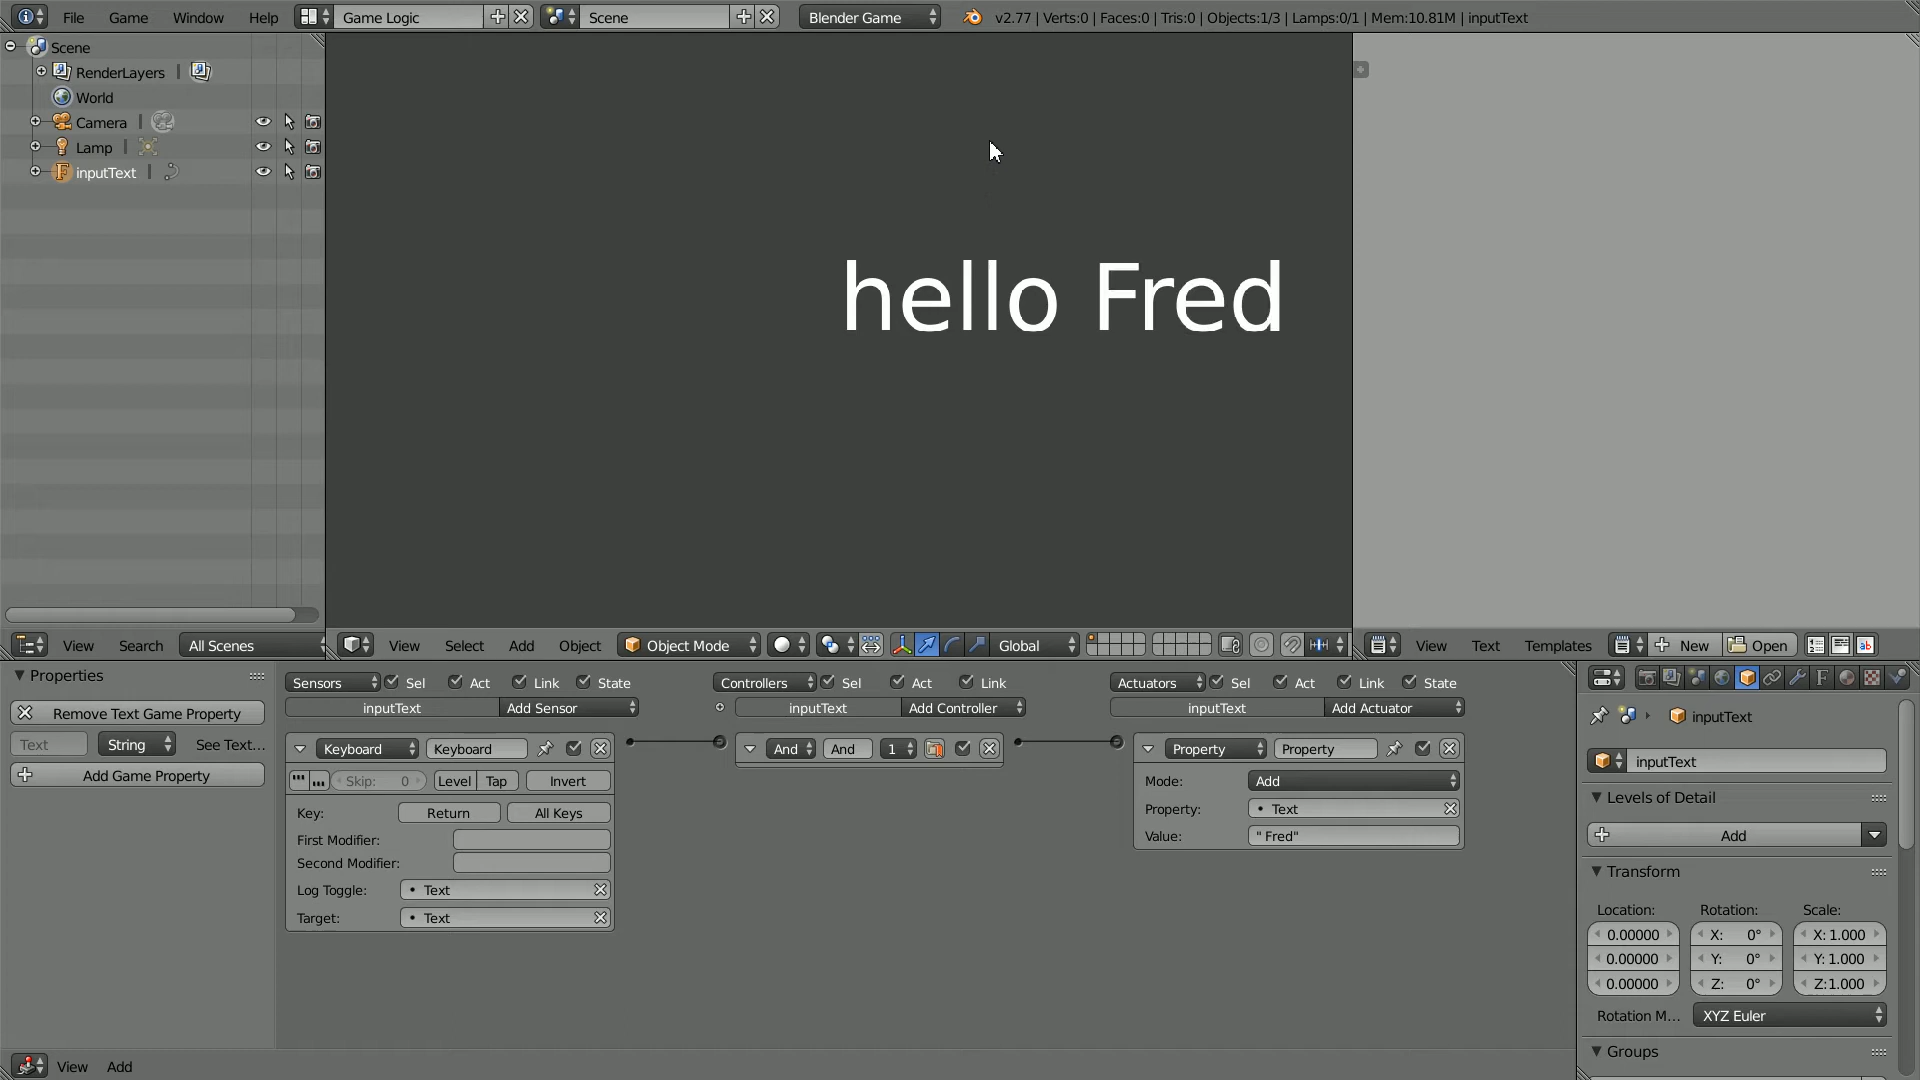 File Game Window Help Game Logic Scene Blender Game v2.77 | Verts:0 | Faces:0 | Tris:0 | Objects:1/3 | Lamps:0/1 | Mem:10.81M | inputText
Scene
RenderLayers
World
Camera
Lamp
inputText
hello Fred
View Search All Scenes
View Select Add Object Object Mode Global
View Text Templates New Open
Properties
Remove Text Game Property
Text String See Text...
Add Game Property
Sensors Sel Act Link State
inputText Add Sensor
Keyboard Keyboard
Skip: 0 Level Tap Invert
Key: Return All Keys
First Modifier:
Second Modifier:
Log Toggle: Text
Target: Text
Controllers Sel Act Link
inputText Add Controller
And And 1
Actuators Sel Act Link State
inputText Add Actuator
Property Property
Mode: Add
Property: Text
Value: " Fred"
inputText
inputText
Levels of Detail
Add
Transform
Location: Rotation: Scale:
0.00000 X: 0° X: 1.000
0.00000 Y: 0° Y: 1.000
0.00000 Z: 0° Z:1.000
Rotation M... XYZ Euler
Groups
View Add